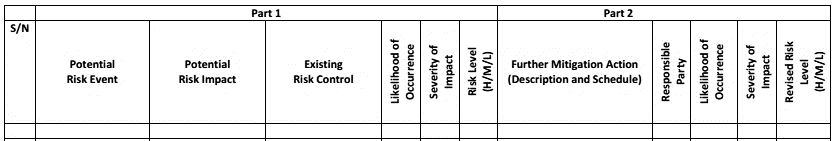 Part 1
Part 2
S/N
Potential
Risk Event
Potential
Risk Impact
Existing
Risk Control
Likelihood of
Occurrence
Severity of
Impact
Risk Level
(H/M/L)
Further Mitigation Action
(Description and Schedule)
Responsible
Party
Likelihood of
Occurrence
Severity of
Impact
Revised Risk
Level
(H/M/L)